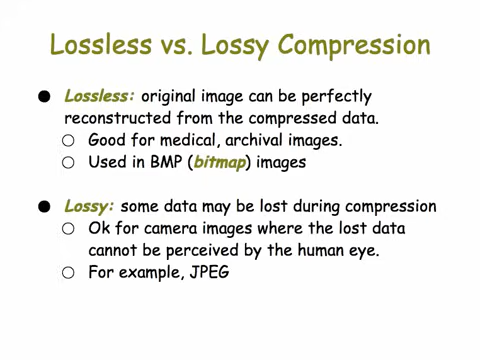 Lossless vs. Lossy Compression
● Lossless: original image can be perfectly
reconstructed from the compressed data.
○ Good for medical, archival images.
○ Used in BMP (bitmap) images
● Lossy: some data may be lost during compression
○ Ok for camera images where the lost data
cannot be perceived by the human eye.
○ For example, JPEG